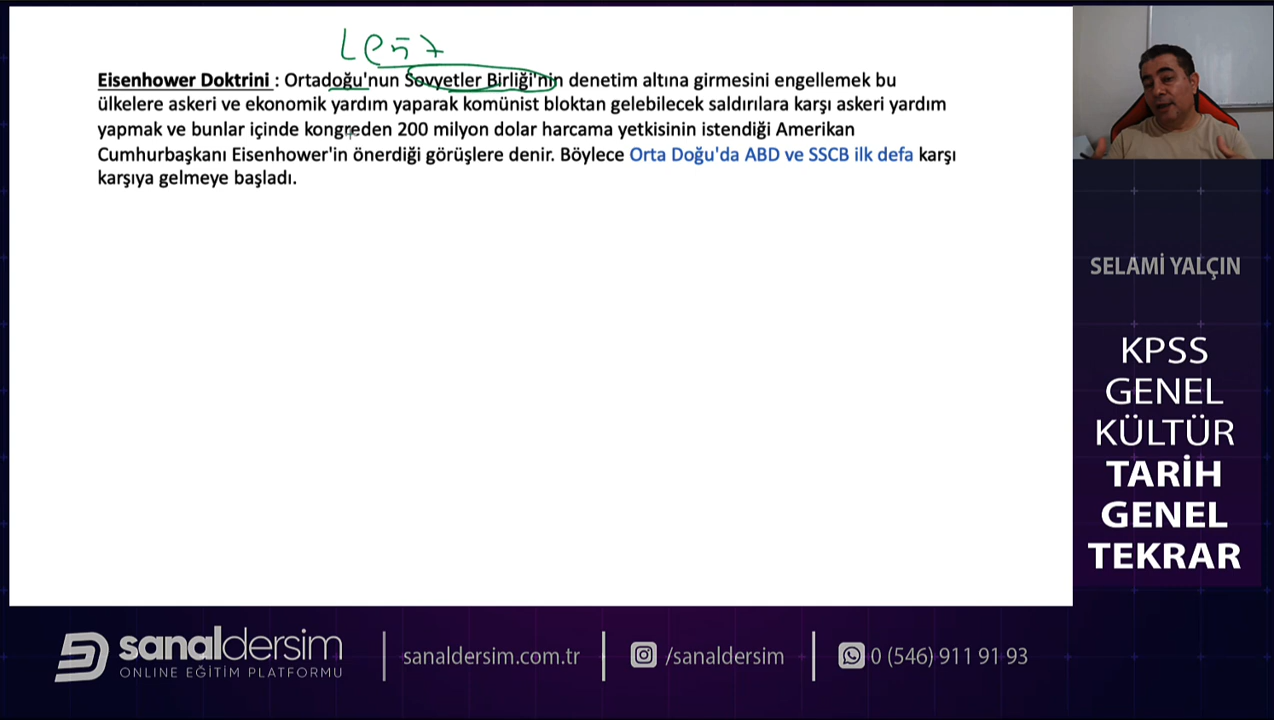 Eisenhower Doktrini : Ortadoğu'nun Sovyetler Birliği'nin denetim altına girmesini engellemek bu
ülkelere askeri ve ekonomik yardım yaparak komünist bloktan gelebilecek saldırılara karşı askeri yardım
yapmak ve bunlar içinde kongreden 200 milyon dolar harcama yetkisinin istendiği Amerikan
Cumhurbaşkanı Eisenhower'in önerdiği görüşlere denir. Böylece Orta Doğu'da ABD ve SSCB ilk defa karşı
karşıya gelmeye başladı.
SELAMİ YALÇIN
KPSS
GENEL
KÜLTÜR
TARİH
GENEL
TEKRAR
sanaldersim
ONLINE EĞİTİM PLATFORMU
sanaldersim.com.tr
/sanaldersim
0 (546) 911 91 93